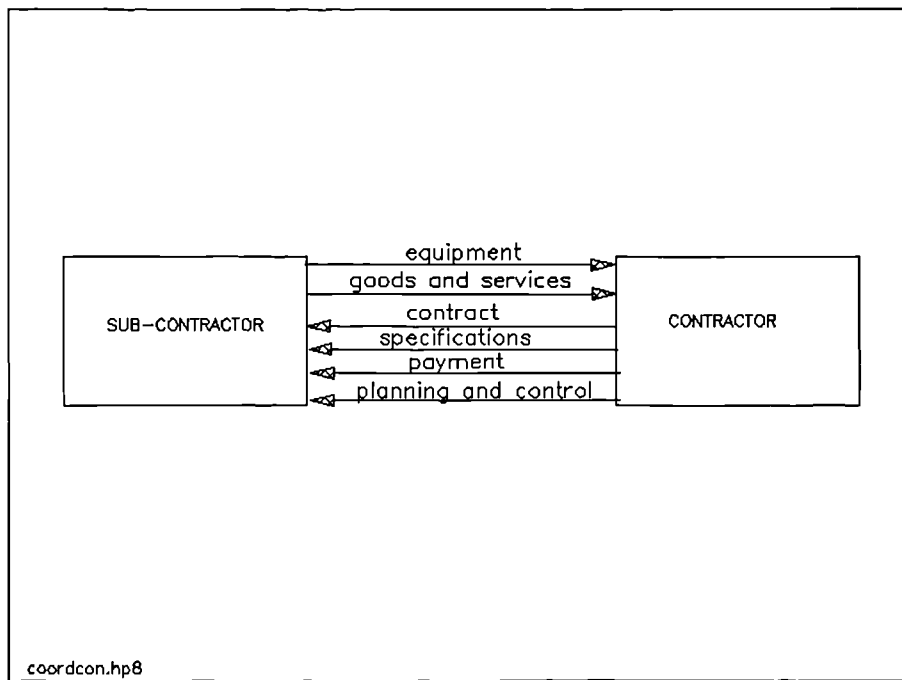 equipment
goods and services
SUB-CONTRACTOR
CONTRACTOR
contract
specifications
payment
planning and control
coordcon.hp8